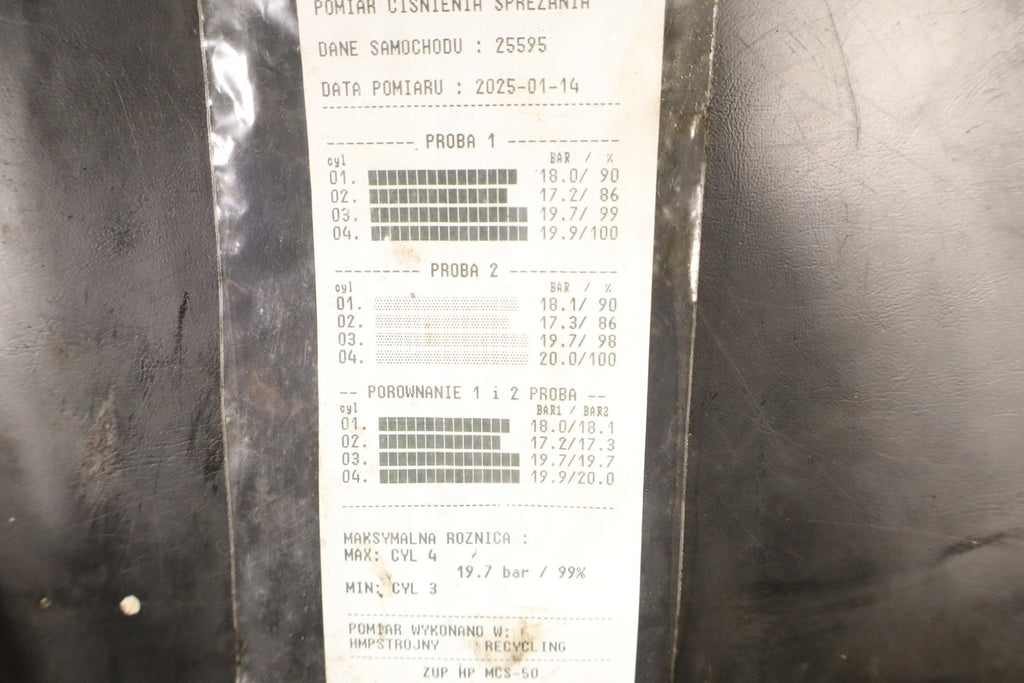 POMIAR CISNIENIA SPREZANIA
DANE SAMOCHODU : 25595
DATA POMIARU : 2025-01-14
---------- PROBA 1 ------------
cyl BAR / %
01. 18.0/ 90
02. 17.2/ 86
03. 19.7/ 99
04. 19.9/100
---------- PROBA 2 ------------
cyl BAR / %
01. 18.1/ 90
02. 17.3/ 86
03. 19.7/ 98
04. 20.0/100
-- POROWNANIE 1 i 2 PROBA --
cyl BAR1 / BAR2
01. 18.0/18.1
02. 17.2/17.3
03. 19.7/19.7
04. 19.9/20.0
MAKSYMALNA ROZNICA :
MAX: CYL 4
19.7 bar / 99%
MIN: CYL 3
POMIAR WYKONANO W:
HMPSTROJNY RECYCLING
ZUP HP MCS-50